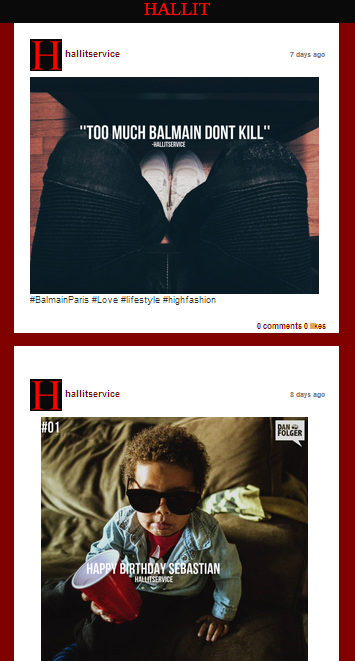 HALLIT
H hallitservice 7 days ago
"TOO MUCH BALMAIN DONT KILL"
-HALLITSERVICE
#BalmainParis #Love #lifestyle #highfashion
0 comments 0 likes
H hallitservice 8 days ago
#01
DAN
FOLGER
HAPPY BIRTHDAY SEBASTIAN
HALLITSERVICE